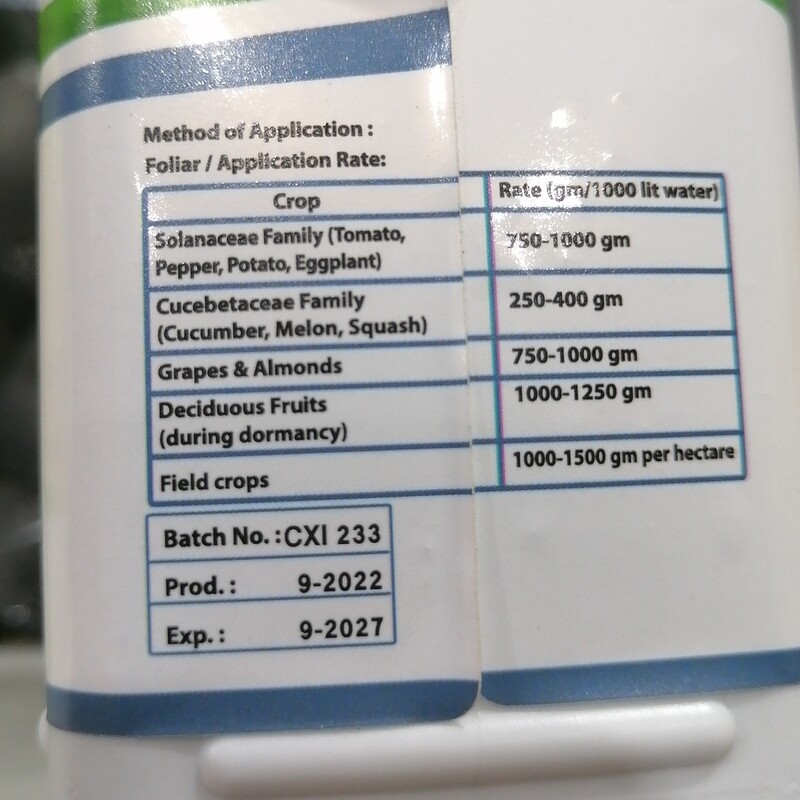 Method of Application :
Foliar / Application Rate:
Crop Rate (gm/1000 lit water)
Solanaceae Family (Tomato,
Pepper, Potato, Eggplant) 750-1000 gm
Cucebetaceae Family
(Cucumber, Melon, Squash) 250-400 gm
Grapes & Almonds 750-1000 gm
Deciduous Fruits
(during dormancy) 1000-1250 gm
Field crops 1000-1500 gm per hectare
Batch No. : CXI 233
Prod. : 9-2022
Exp. : 9-2027